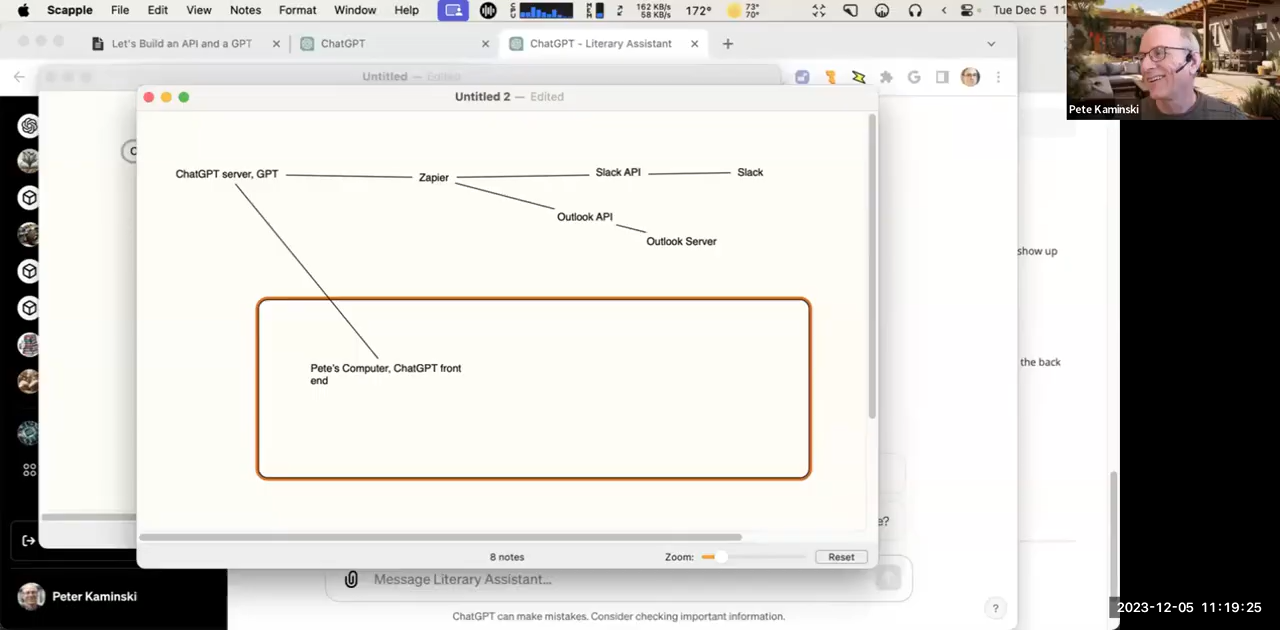 Scapple File Edit View Notes Format Window Help 162 KB/s 58 KB/s 172° 73° 70° Tue Dec 5 11
Let's Build an API and a GPT
ChatGPT
ChatGPT - Literary Assistant
Untitled — Edited
Untitled 2 — Edited
Pete Kaminski
C
ChatGPT server, GPT
Zapier
Slack API
Slack
Outlook API
Outlook Server
show up
Pete's Computer, ChatGPT front
end
the back
e?
8 notes
Zoom:
Reset
Message Literary Assistant...
Peter Kaminski
ChatGPT can make mistakes. Consider checking important information.
?
2023-12-05 11:19:25